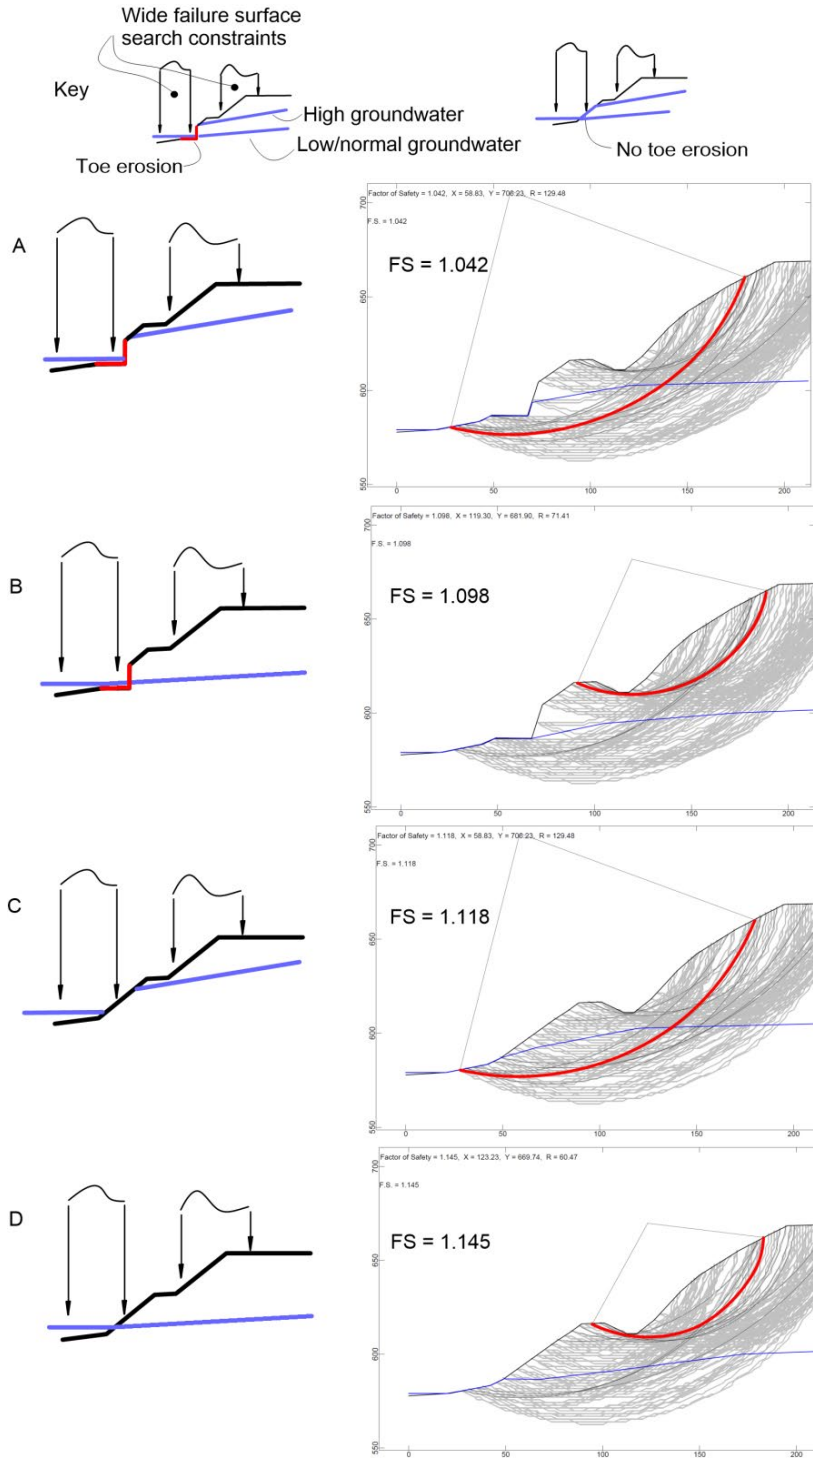 Wide failure surface
search constraints
Key
High groundwater
Low/normal groundwater
Toe erosion
No toe erosion
A
Factor of Safety = 1.042, X = 58.83, Y = 706.23, R = 129.48
F.S. = 1.042
FS = 1.042
700
650
600
550
0 50 100 150 200
B
Factor of Safety = 1.098, X = 119.30, Y = 681.90, R = 71.41
F.S. = 1.098
FS = 1.098
700
650
600
550
0 50 100 150 200
C
Factor of Safety = 1.118, X = 58.83, Y = 706.23, R = 129.48
F.S. = 1.118
FS = 1.118
700
650
600
550
0 50 100 150 200
D
Factor of Safety = 1.145, X = 123.23, Y = 669.74, R = 60.47
F.S. = 1.145
FS = 1.145
700
650
600
550
0 50 100 150 200